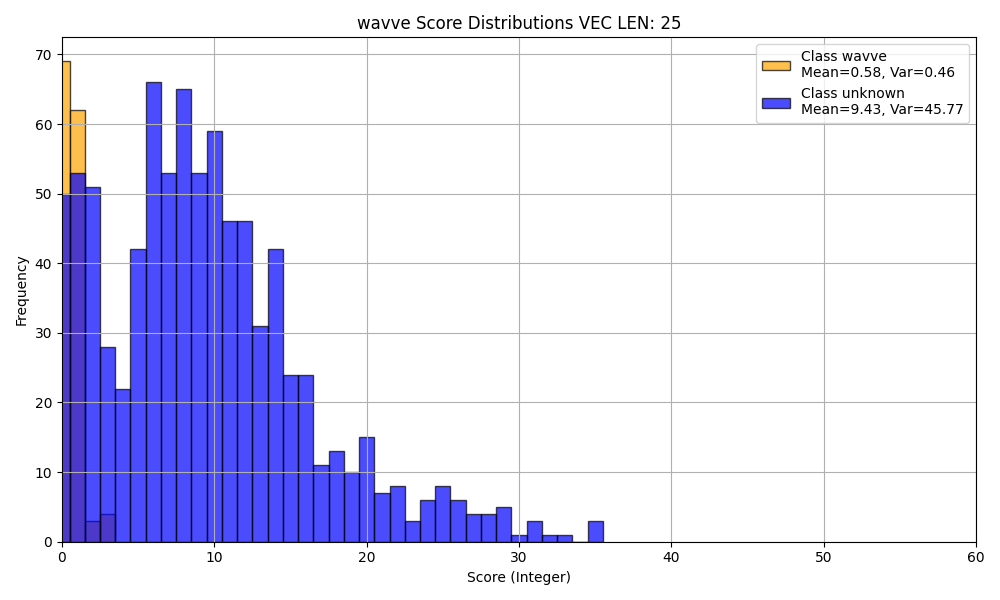 wavve Score Distributions VEC LEN: 25
Class wavve
Mean=0.58, Var=0.46
Class unknown
Mean=9.43, Var=45.77
70
60
50
40
30
20
10
0
Frequency
0 10 20 30 40 50 60
Score (Integer)